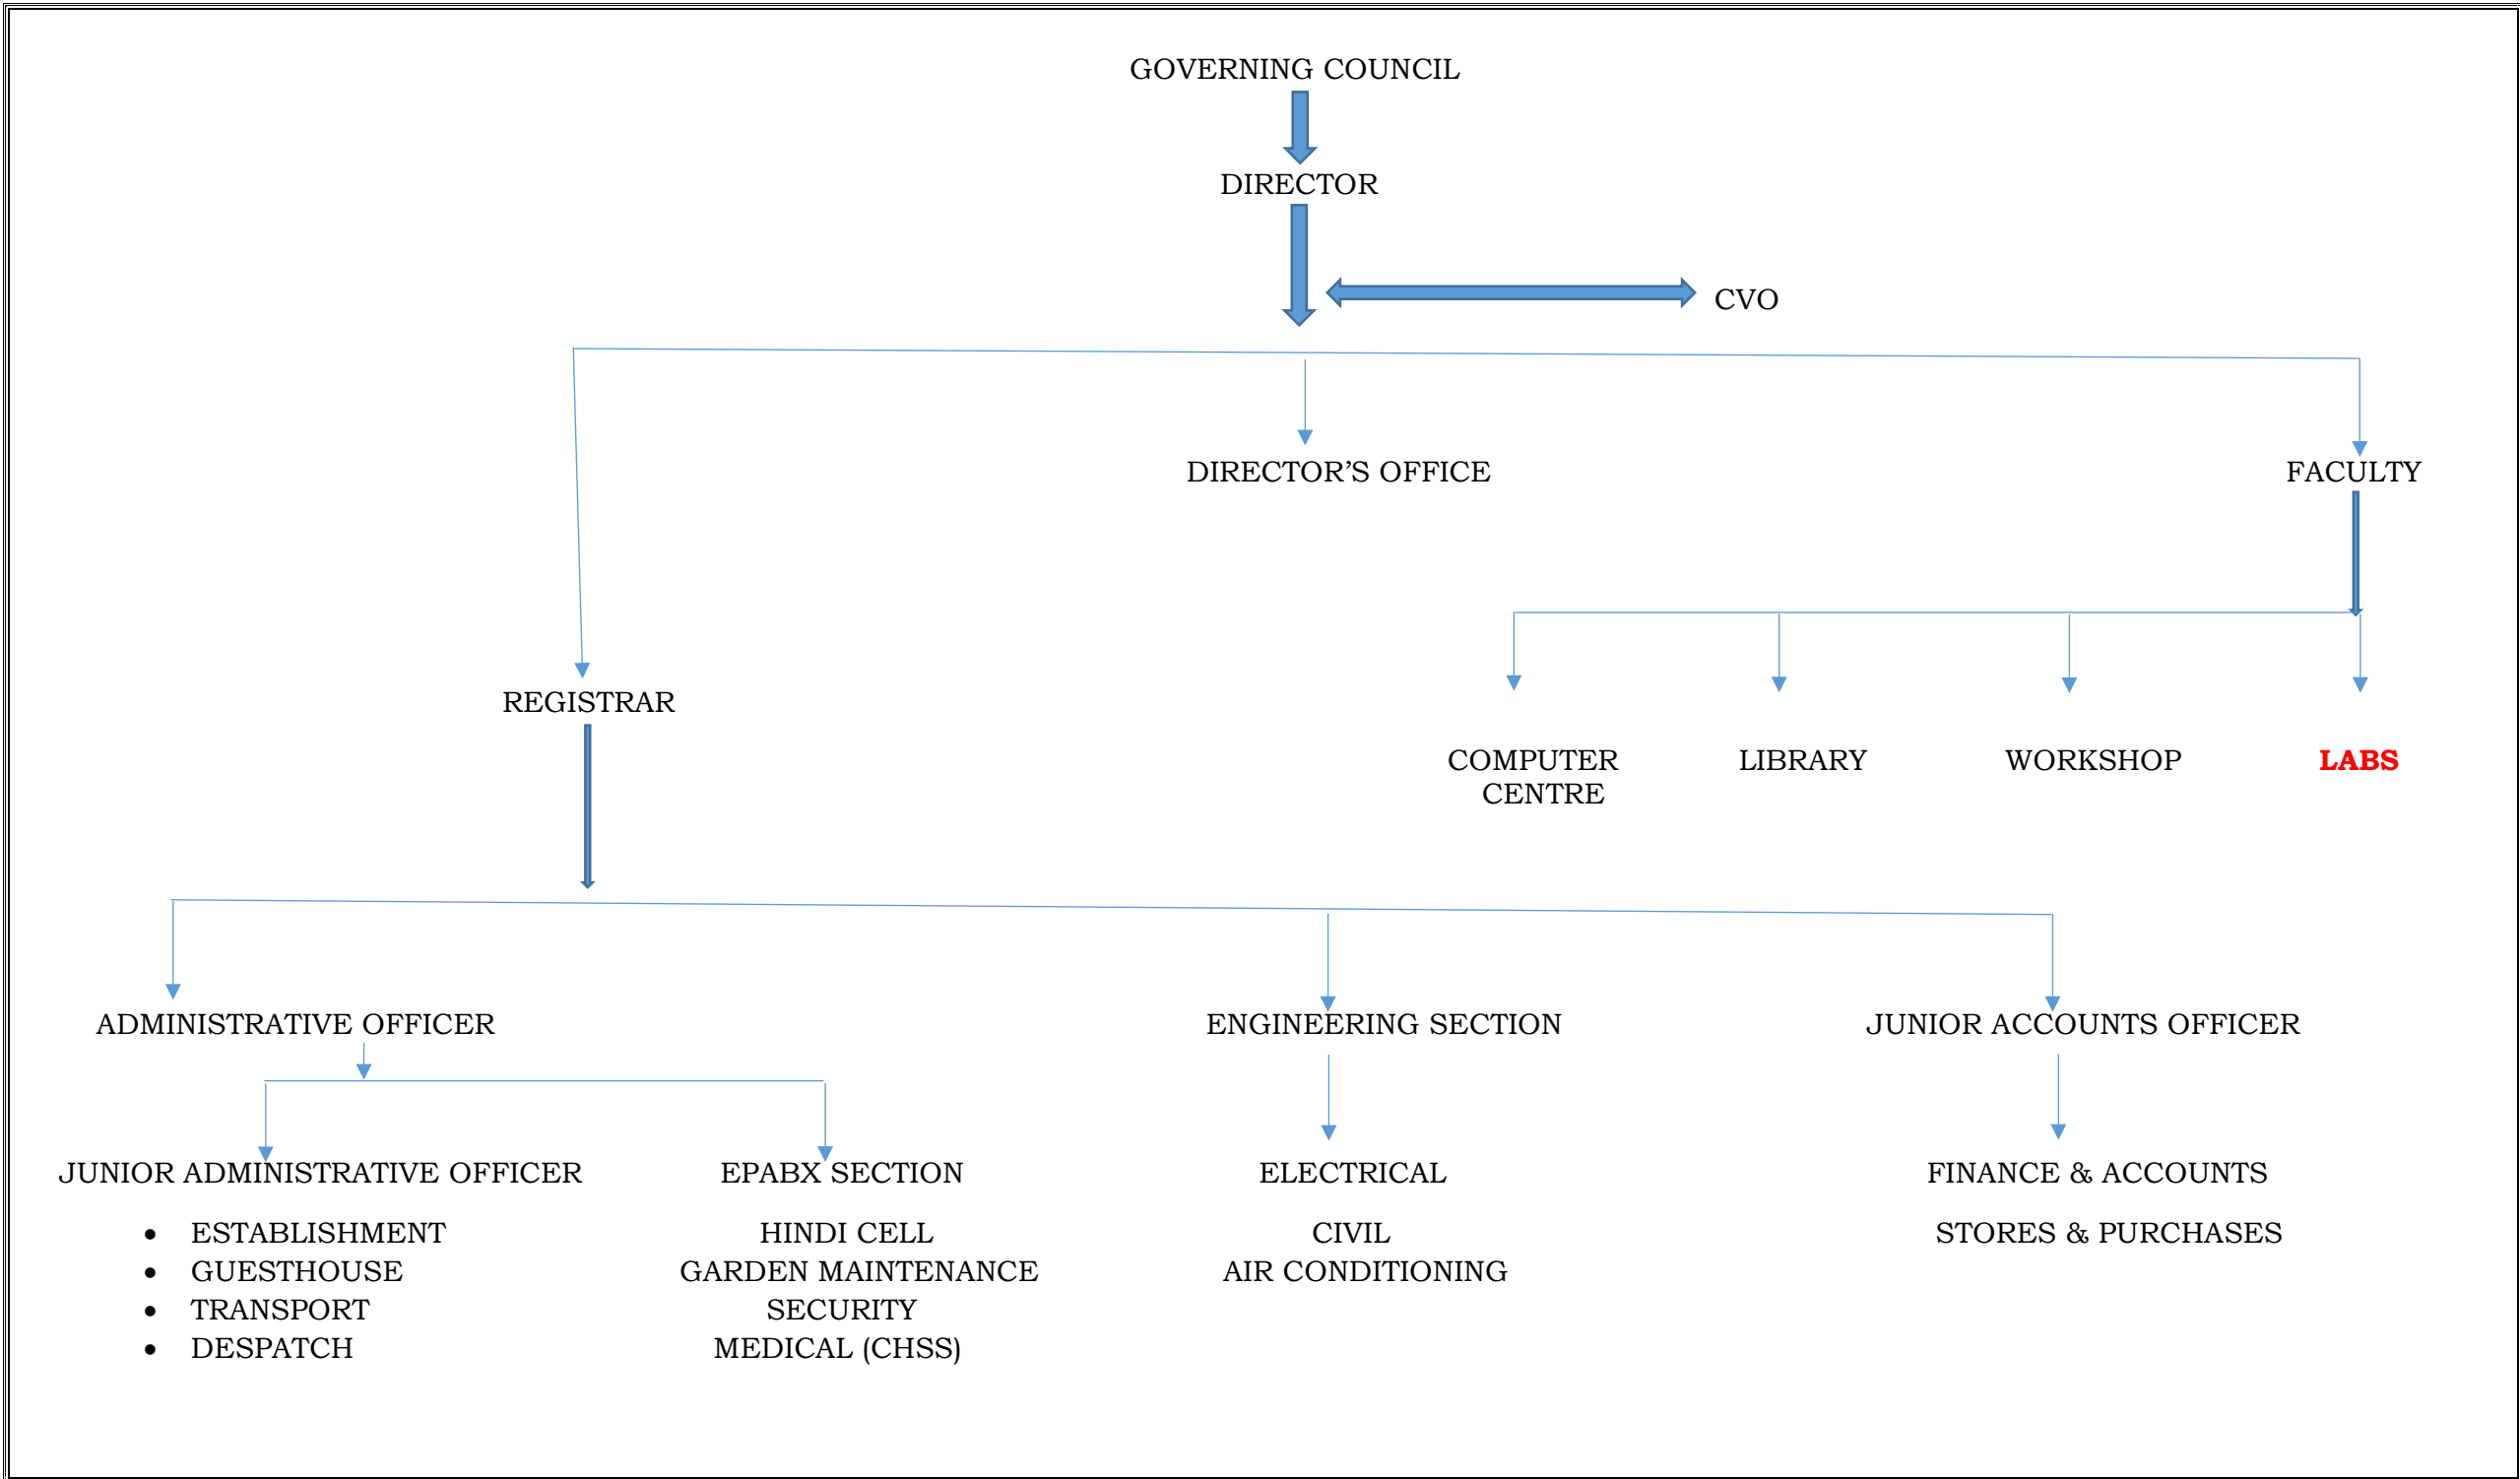 GOVERNING COUNCIL
DIRECTOR
CVO
DIRECTOR’S OFFICE
FACULTY
REGISTRAR
COMPUTER
CENTRE
LIBRARY
WORKSHOP
LABS
ADMINISTRATIVE OFFICER
ENGINEERING SECTION
JUNIOR ACCOUNTS OFFICER
JUNIOR ADMINISTRATIVE OFFICER
EPABX SECTION
ELECTRICAL
FINANCE & ACCOUNTS
• ESTABLISHMENT
HINDI CELL
CIVIL
STORES & PURCHASES
• GUESTHOUSE
GARDEN MAINTENANCE
AIR CONDITIONING
• TRANSPORT
SECURITY
• DESPATCH
MEDICAL (CHSS)